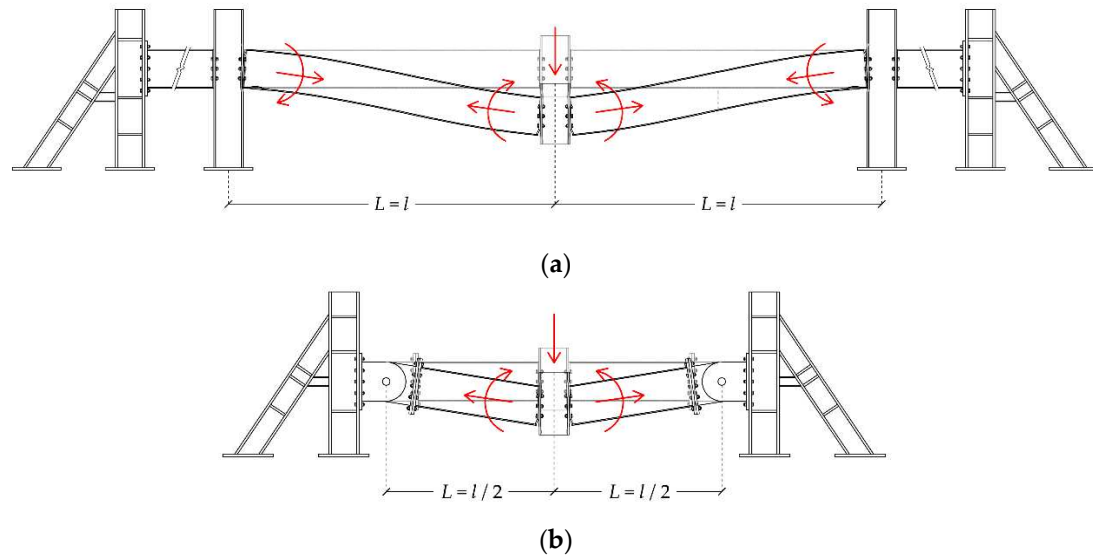 L = l
L = l
(a)
L = l / 2
L = l / 2
(b)